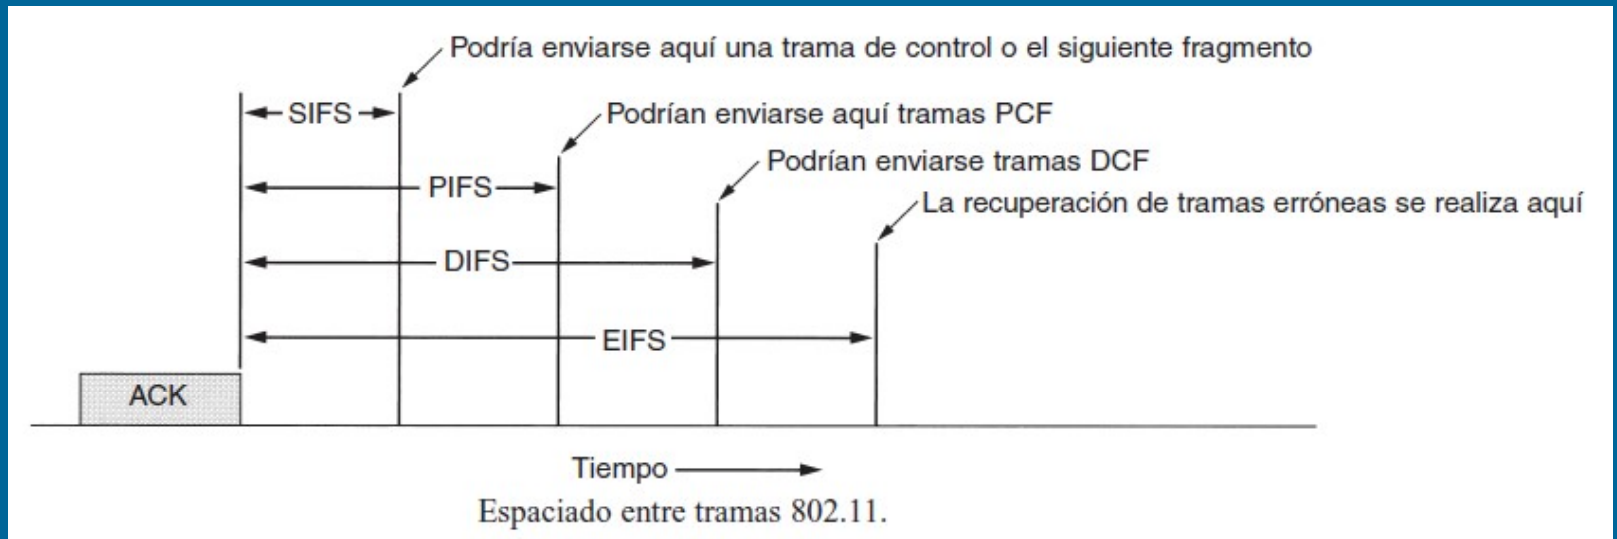 Podría enviarse aquí una trama de control o el siguiente fragmento
SIFS
Podrían enviarse aquí tramas PCF
Podrían enviarse tramas DCF
PIFS
La recuperación de tramas erróneas se realiza aquí
DIFS
EIFS
ACK
Tiempo
Espaciado entre tramas 802.11.